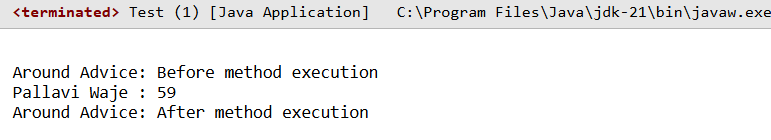 <terminated> Test (1) [Java Application] C:\Program Files\Java\jdk-21\bin\javaw.exe
Around Advice: Before method execution
Pallavi Waje : 59
Around Advice: After method execution